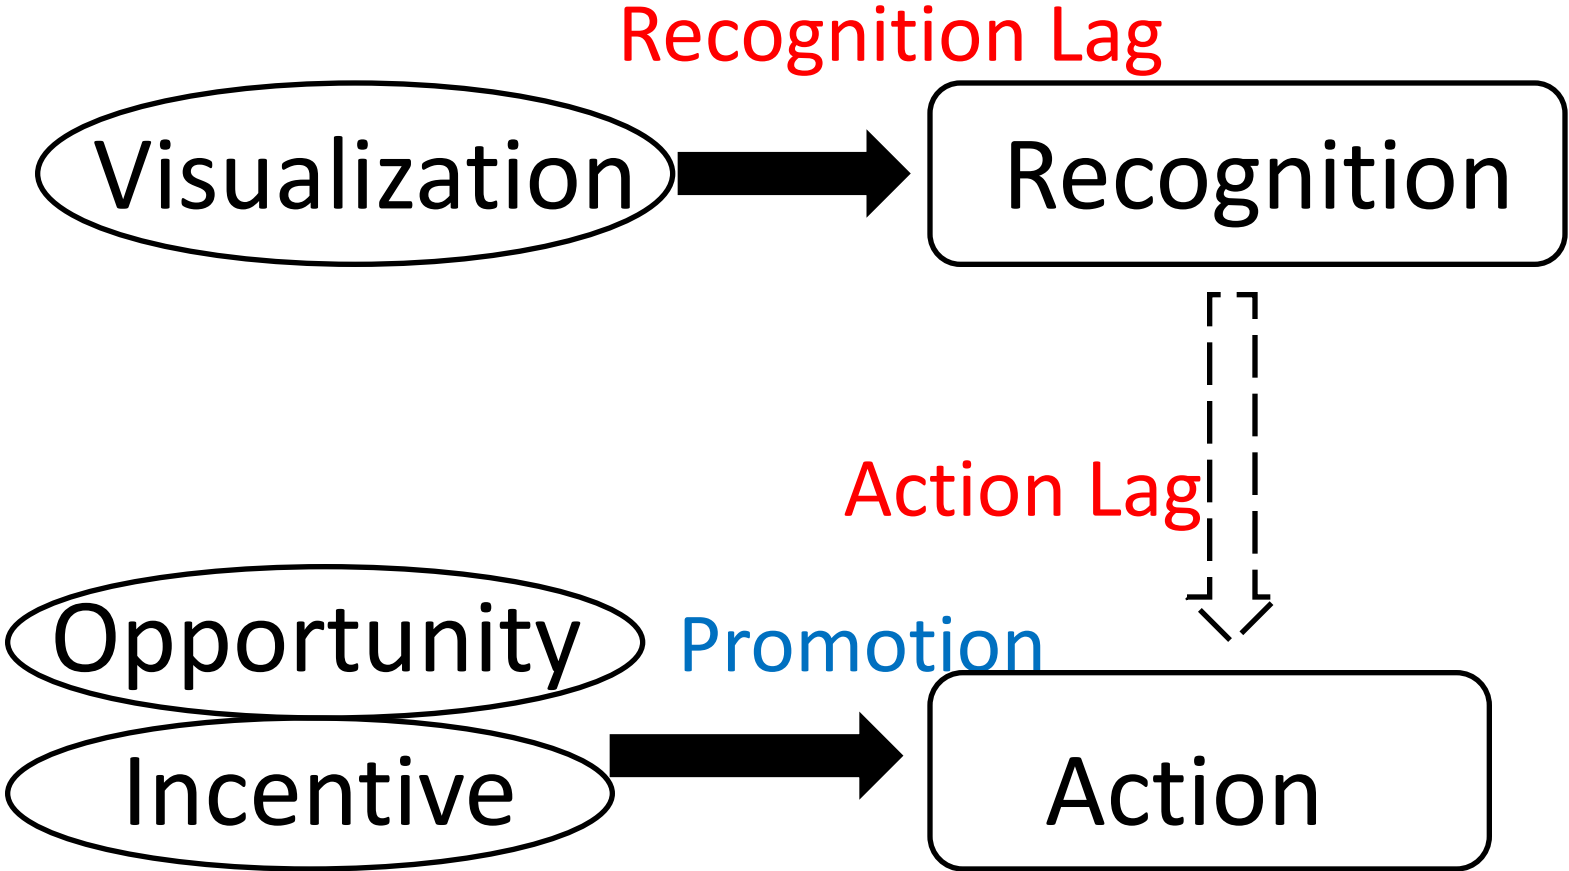 Recognition Lag
Visualization
Recognition
Action Lag
Opportunity
Promotion
Incentive
Action